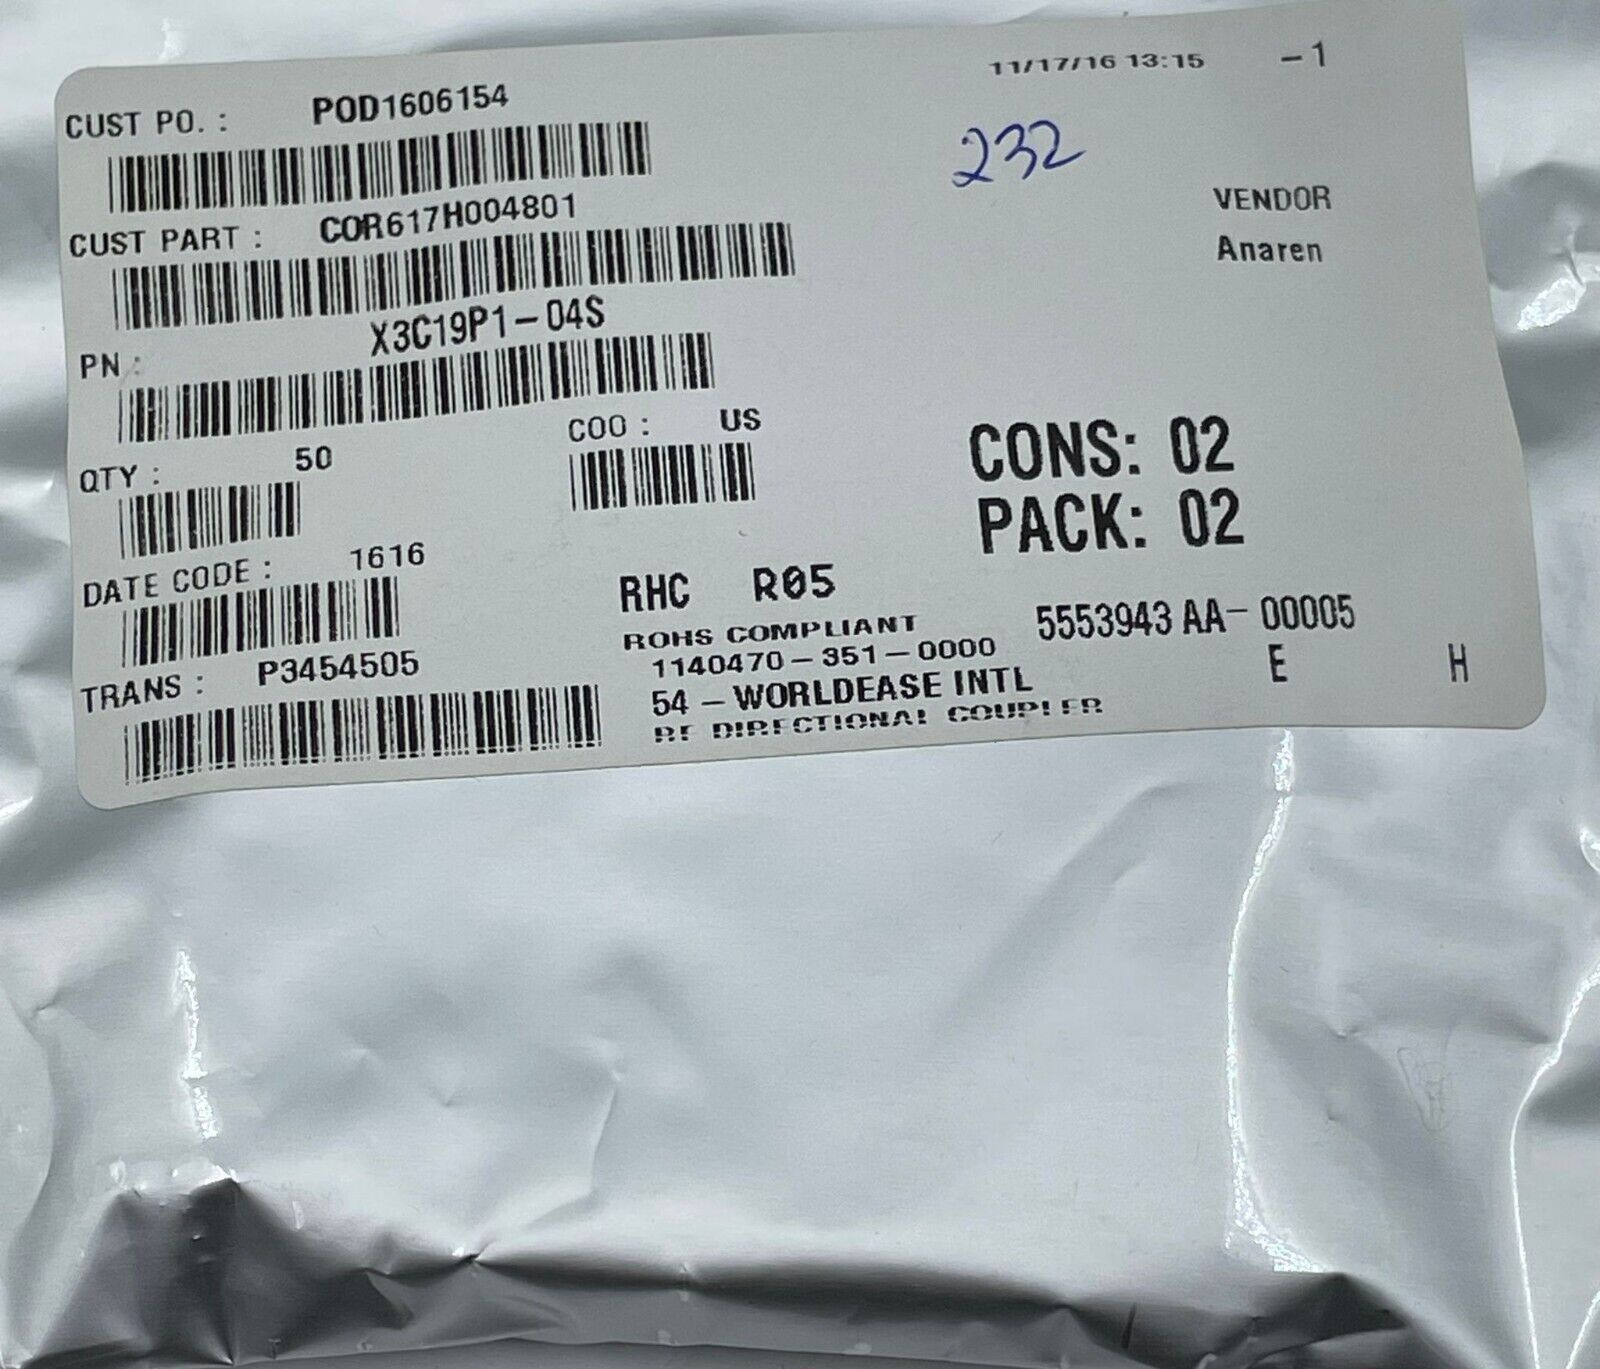 11/17/16 13:15 -1
CUST PO. : POD1606154
232
CUST PART : COR617H004801
VENDOR
Anaren
PN : X3C19P1-04S
QTY : 50
COO : US
CONS: 02
PACK: 02
DATE CODE : 1616
RHC R05
ROHS COMPLIANT
1140470-351-0000
5553943 AA- 00005
TRANS : P3454505
54 - WORLDEASE INTL
E H
RF DIRECTIONAL COUPLER